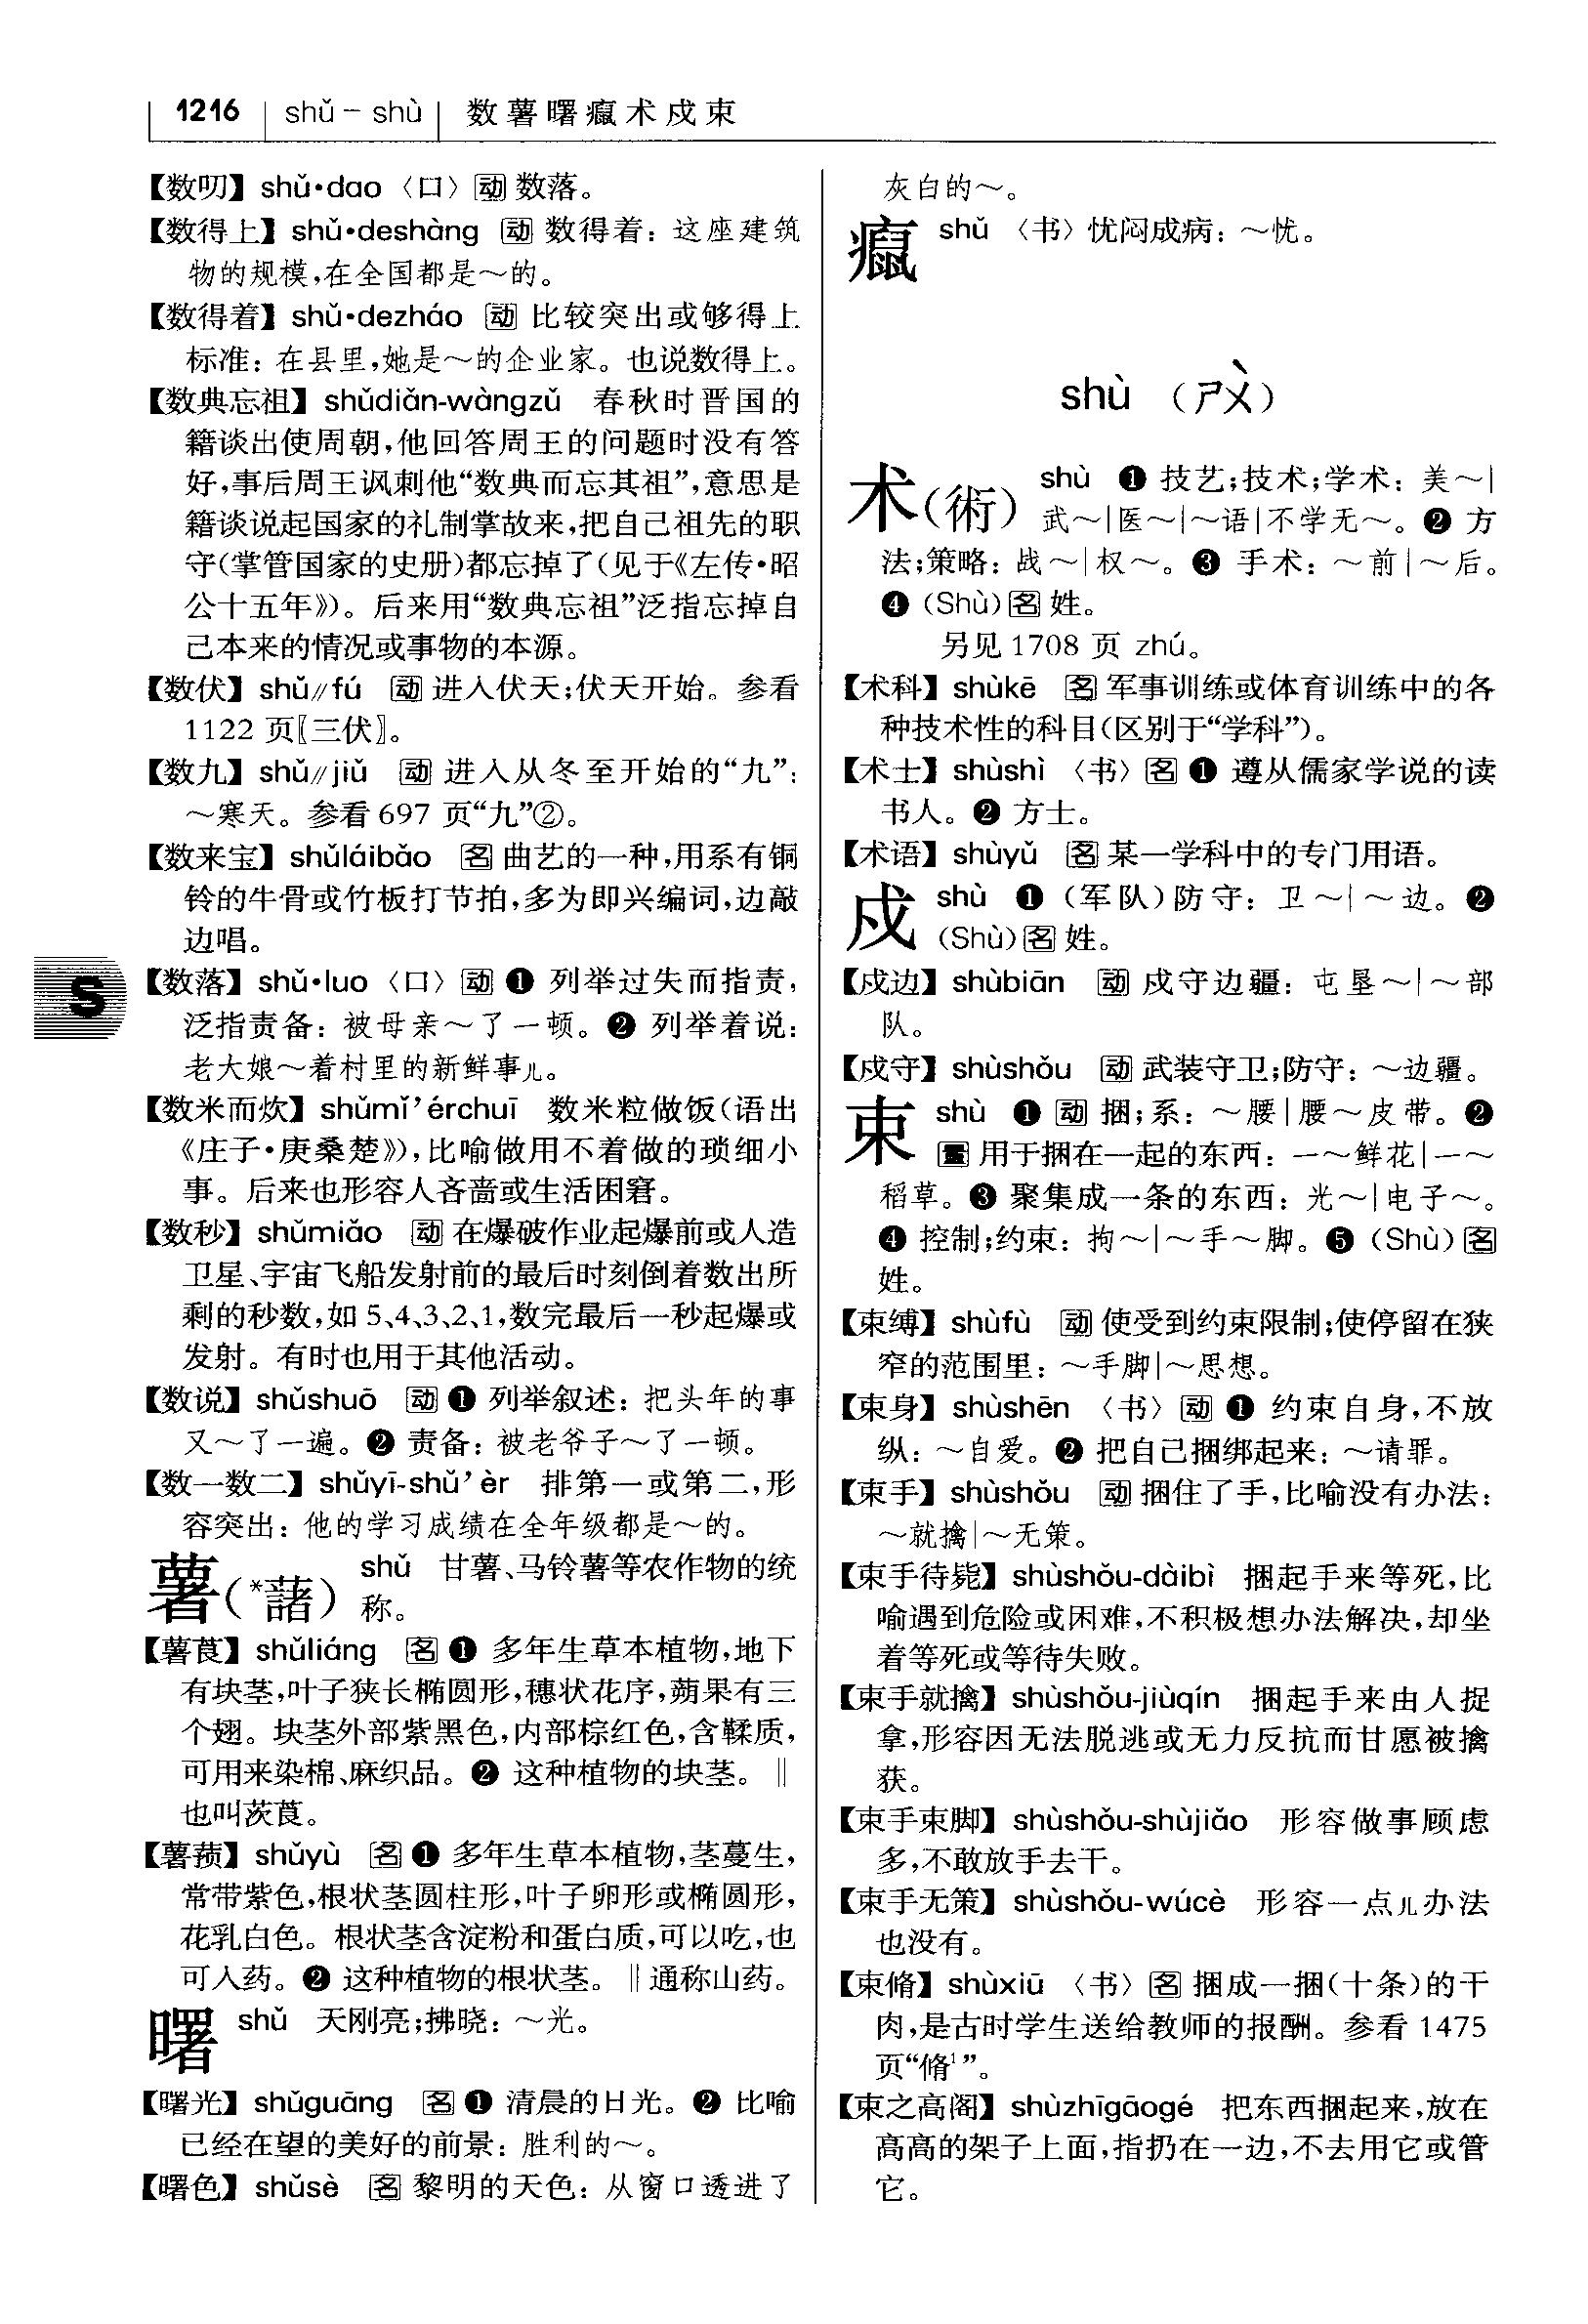 1216 shǔ－shù 数薯曙癙术戍束
【数叨】 shǔ•dao 〈口〉 动 数落。
【数得上】 shǔ•deshàng 动 数得着：这座建筑
物的规模，在全国都是～的。
【数得着】 shǔ•dezháo 动 比较突出或够得上
标准：在县里，她是～的企业家。也说数得上。
【数典忘祖】 shǔdiǎn-wàngzǔ 春秋时晋国的
籍谈出使周朝，他回答周王的问题时没有答
好，事后周王讽刺他“数典而忘其祖”，意思是
籍谈说起国家的礼制掌故来，把自己祖先的职
守（掌管国家的史册）都忘掉了（见于《左传•昭
公十五年》）。后来用“数典忘祖”泛指忘掉自
己本来的情况或事物的本源。
【数伏】 shǔ//fú 动 进入伏天；伏天开始。参看
1122 页〖三伏〗。
【数九】 shǔ//jiǔ 动 进入从冬至开始的“九”：
～寒天。参看 697 页“九”②。
【数来宝】 shǔláibǎo 名 曲艺的一种，用系有铜
铃的牛骨或竹板打节拍，多为即兴编词，边敲
边唱。
S
【数落】 shǔ•luo 〈口〉 动 ❶ 列举过失而指责，
泛指责备：被母亲～了一顿。❷ 列举着说：
老大娘～着村里的新鲜事儿。
【数米而炊】 shǔmǐ’érchuī 数米粒做饭（语出
《庄子•庚桑楚》），比喻做用不着做的琐细小
事。后来也形容人吝啬或生活困窘。
【数秒】 shǔmiǎo 动 在爆破作业起爆前或人造
卫星、宇宙飞船发射前的最后时刻倒着数出所
剩的秒数，如 5、4、3、2、1，数完最后一秒起爆或
发射。有时也用于其他活动。
【数说】 shǔshuō 动 ❶ 列举叙述：把头年的事
又～了一遍。❷ 责备：被老爷子～了一顿。
【数一数二】 shǔyī-shǔ’èr 排第一或第二，形
容突出：他的学习成绩在全年级都是～的。
薯（*藷） shǔ 甘薯、马铃薯等农作物的统
称。
【薯莨】 shǔliáng 名 ❶ 多年生草本植物，地下
有块茎，叶子狭长椭圆形，穗状花序，蒴果有三
个翅。块茎外部紫黑色，内部棕红色，含鞣质，
可用来染棉、麻织品。❷ 这种植物的块茎。‖
也叫茨莨。
【薯蓣】 shǔyù 名 ❶ 多年生草本植物，茎蔓生，
常带紫色，根状茎圆柱形，叶子卵形或椭圆形，
花乳白色。根状茎含淀粉和蛋白质，可以吃，也
可入药。❷ 这种植物的根状茎。‖通称山药。
曙 shǔ 天刚亮；拂晓：～光。
【曙光】 shǔguāng 名 ❶ 清晨的日光。❷ 比喻
已经在望的美好的前景：胜利的～。
【曙色】 shǔsè 名 黎明的天色：从窗口透进了
灰白的～。
癙 shǔ 〈书〉忧闷成病：～忧。
shù （ㄕㄨˋ）
术（術） shù ❶ 技艺；技术；学术：美～|
武～|医～|～语|不学无～。❷ 方
法；策略：战～|权～。❸ 手术：～前|～后。
❹ （Shù） 名 姓。
另见 1708 页 zhú。
【术科】 shùkē 名 军事训练或体育训练中的各
种技术性的科目（区别于“学科”）。
【术士】 shùshì 〈书〉 名 ❶ 遵从儒家学说的读
书人。❷ 方士。
【术语】 shùyǔ 名 某一学科中的专门用语。
戍 shù ❶ （军队）防守：卫～|～边。❷
（Shù） 名 姓。
【戍边】 shùbiān 动 戍守边疆：屯垦～|～部
队。
【戍守】 shùshǒu 动 武装守卫；防守：～边疆。
束 shù ❶ 动 捆；系：～腰|腰～皮带。❷
量 用于捆在一起的东西：一～鲜花|一～
稻草。❸ 聚集成一条的东西：光～|电子～。
❹ 控制；约束：拘～|～手～脚。❺ （Shù） 名
姓。
【束缚】 shùfù 动 使受到约束限制；使停留在狭
窄的范围里：～手脚|～思想。
【束身】 shùshēn 〈书〉 动 ❶ 约束自身，不放
纵：～自爱。❷ 把自己捆绑起来：～请罪。
【束手】 shùshǒu 动 捆住了手，比喻没有办法：
～就擒|～无策。
【束手待毙】 shùshǒu-dàibì 捆起手来等死，比
喻遇到危险或困难，不积极想办法解决，却坐
着等死或等待失败。
【束手就擒】 shùshǒu-jiùqín 捆起手来由人捉
拿，形容因无法脱逃或无力反抗而甘愿被擒
获。
【束手束脚】 shùshǒu-shùjiǎo 形容做事顾虑
多，不敢放手去干。
【束手无策】 shùshǒu-wúcè 形容一点儿办法
也没有。
【束脩】 shùxiū 〈书〉 名 捆成一捆（十条）的干
肉，是古时学生送给教师的报酬。参看 1475
页“脩¹”。
【束之高阁】 shùzhīgāogé 把东西捆起来，放在
高高的架子上面，指扔在一边，不去用它或管
它。